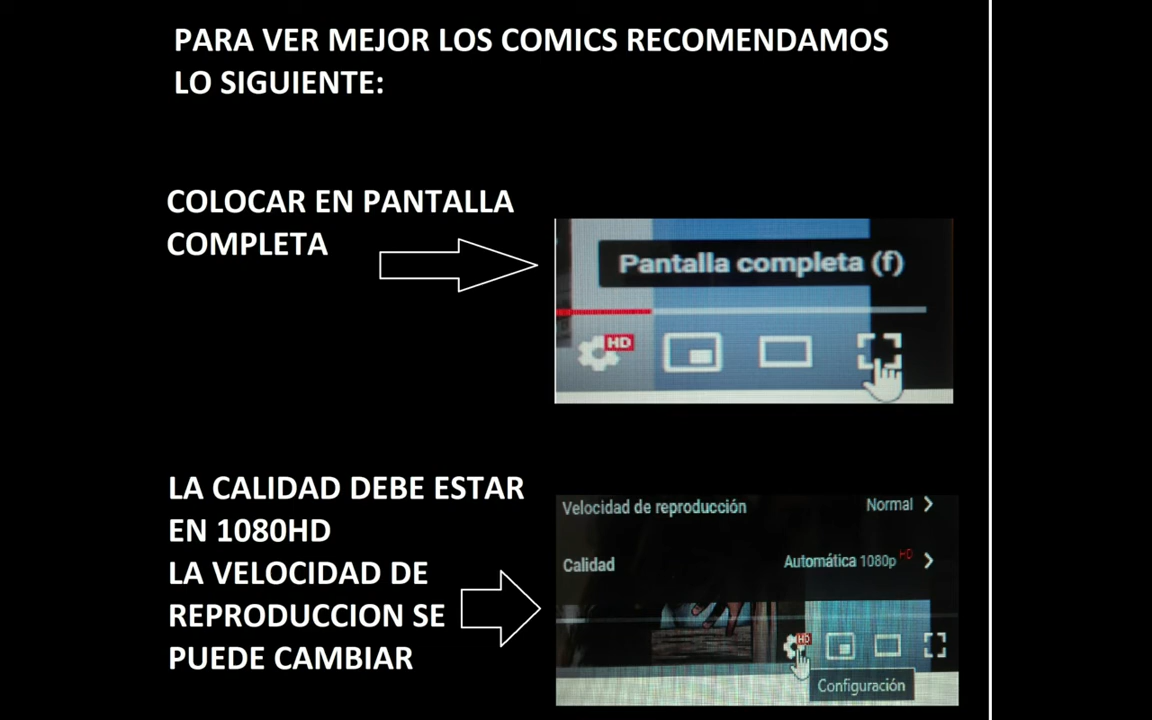 PARA VER MEJOR LOS COMICS RECOMENDAMOS
LO SIGUIENTE:
COLOCAR EN PANTALLA
COMPLETA
Pantalla completa (f)
HD
LA CALIDAD DEBE ESTAR
EN 1080HD
LA VELOCIDAD DE
REPRODUCCION SE
PUEDE CAMBIAR
Velocidad de reproducción Normal
Calidad Automática 1080p HD
HD
Configuración